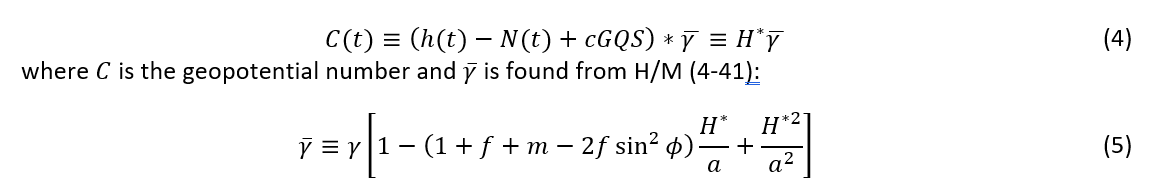 C(t) ≡ (h(t) − N(t) + cGQS) ∗ γ̅ ≡ H*γ̅ (4)
where C is the geopotential number and γ̅ is found from H/M (4-41):
γ̅ ≡ γ [1 − (1 + f + m − 2f sin² ϕ) H*/a + H*²/a²] (5)